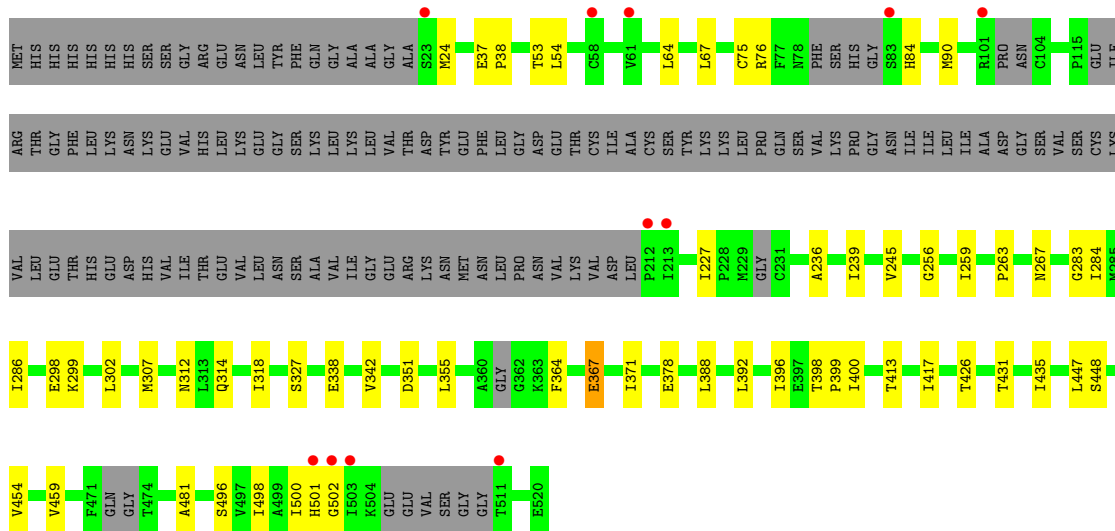 MET HIS HIS HIS HIS HIS HIS SER SER GLY ARG GLU ASN LEU TYR PHE GLN GLY ALA ALA GLY ALA S23 M24 E37 P38 T53 L54 C58 V61 L64 L67 C75 R76 F77 N78 PHE SER HIS GLY S83 H84 M90 R101 PRO ASN C104 P115 GLU ILE
ARG THR GLY PHE LEU LYS ASN LYS GLU VAL HIS LEU LYS GLU GLY SER LYS LEU LYS LEU VAL THR ASP TYR GLU PHE LEU GLY ASP GLU THR CYS ILE ALA CYS SER TYR LYS LYS LEU PRO GLN SER VAL LYS PRO GLY ASN ILE ILE LEU ILE ALA ASP GLY SER VAL SER CYS LYS
VAL LEU GLU THR HIS GLU ASP HIS VAL ILE THR GLU VAL LEU ASN SER ALA VAL ILE GLY GLU ARG LYS ASN MET ASN LEU PRO ASN VAL LYS VAL ASP LEU P212 I213 I227 P228 M229 GLY C231 A236 I239 V245 G256 I259 P263 N267 G283 I284 M285
I286 E298 K299 L302 M307 N312 L313 Q314 I318 S327 E338 V342 D351 L355 A360 GLY G362 K363 F364 E367 I371 E378 L388 L392 I396 E397 T398 P399 I400 T413 I417 T426 T431 I435 L447 S448
V454 V459 F471 GLN GLY T474 A481 S496 V497 I498 A499 I500 H501 G502 I503 K504 GLU GLU VAL SER GLY GLY T511 E520